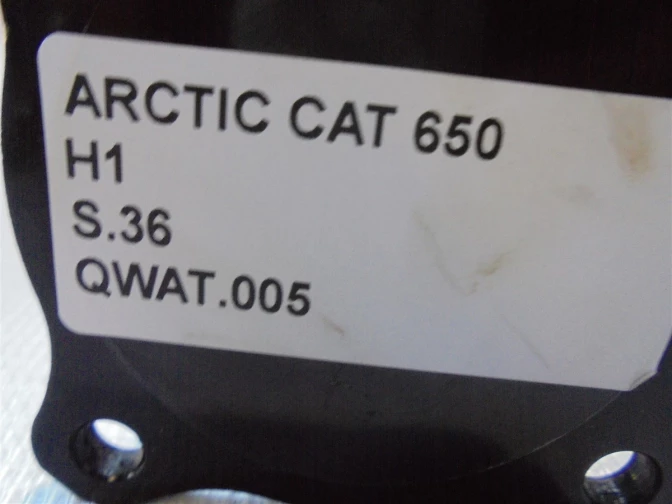 ARCTIC CAT 650
H1
S.36
QWAT.005